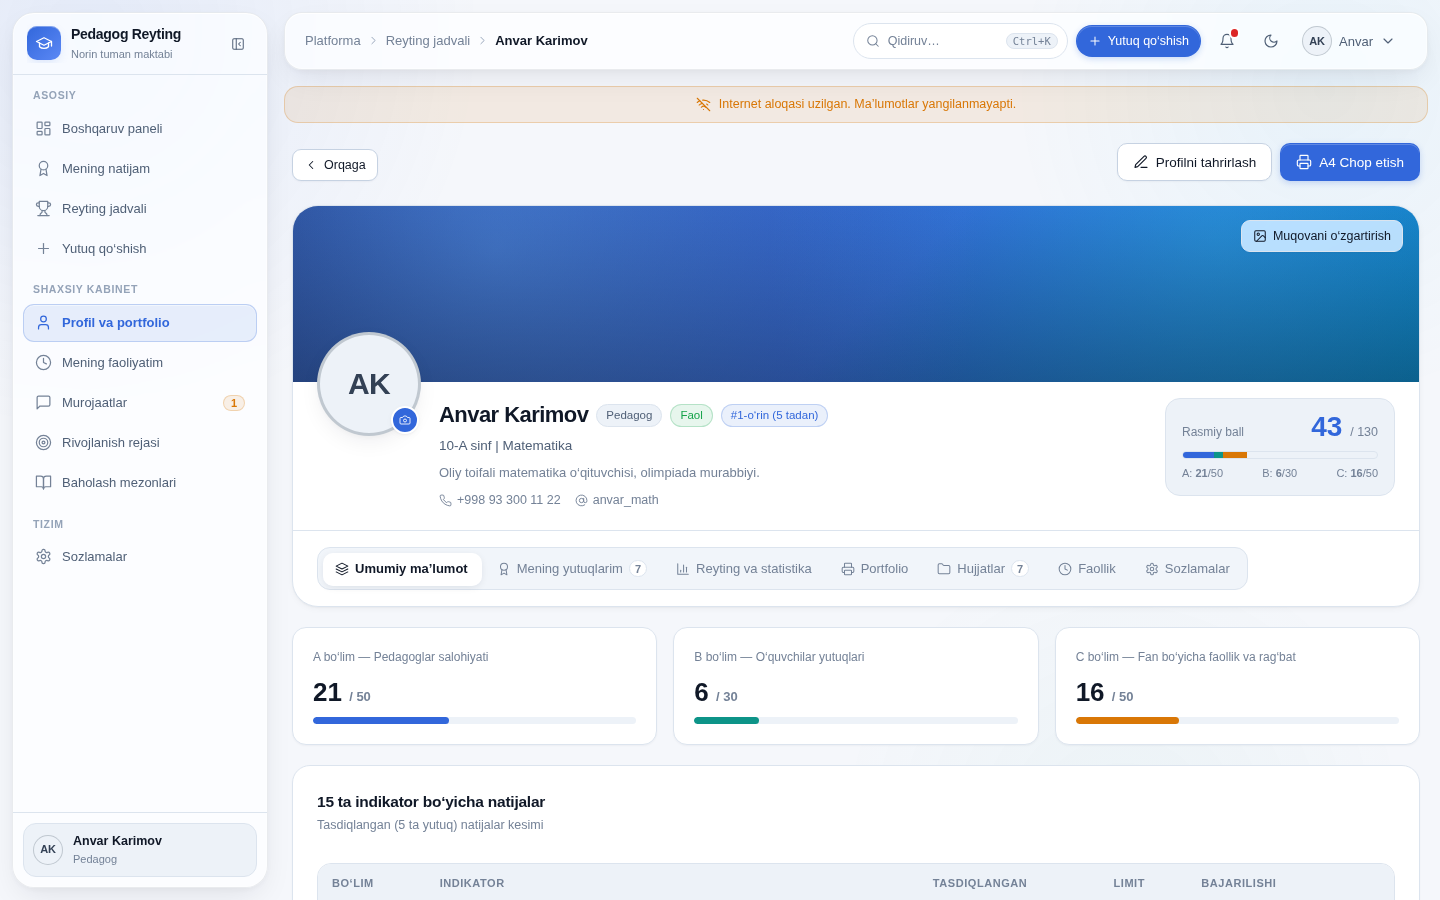 Pedagog Reyting
Norin tuman maktabi
ASOSIY
Boshqaruv paneli
Mening natijam
Reyting jadvali
Yutuq qo‘shish
SHAXSIY KABINET
Profil va portfolio
Mening faoliyatim
Murojaatlar 1
Rivojlanish rejasi
Baholash mezonlari
TIZIM
Sozlamalar
AK Anvar Karimov
Pedagog
Platforma Reyting jadvali Anvar Karimov
Qidiruv… Ctrl+K
Yutuq qo‘shish
AK Anvar
Internet aloqasi uzilgan. Ma’lumotlar yangilanmayapti.
Orqaga
Profilni tahrirlash
A4 Chop etish
Muqovani o‘zgartirish
AK
Anvar Karimov Pedagog Faol #1-o‘rin (5 tadan)
10-A sinf | Matematika
Oliy toifali matematika o‘qituvchisi, olimpiada murabbiyi.
+998 93 300 11 22 anvar_math
Rasmiy ball 43 / 130
A: 21/50 B: 6/30 C: 16/50
Umumiy ma’lumot Mening yutuqlarim 7 Reyting va statistika Portfolio Hujjatlar 7 Faollik Sozlamalar
A bo‘lim — Pedagoglar salohiyati
21 / 50
B bo‘lim — O‘quvchilar yutuqlari
6 / 30
C bo‘lim — Fan bo‘yicha faollik va rag‘bat
16 / 50
15 ta indikator bo‘yicha natijalar
Tasdiqlangan (5 ta yutuq) natijalar kesimi
BO‘LIM INDIKATOR TASDIQLANGAN LIMIT BAJARILISHI